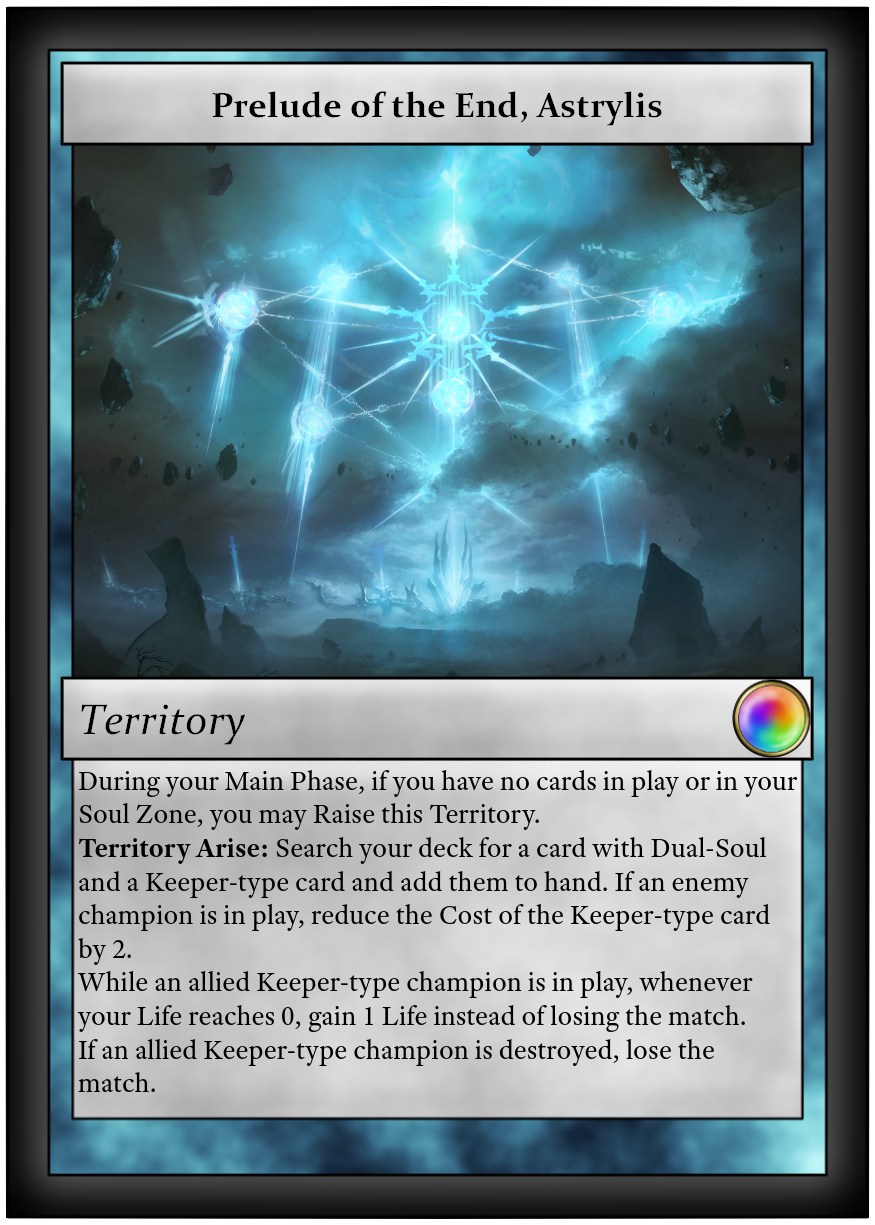 Prelude of the End, Astrylis
Territory
During your Main Phase, if you have no cards in play or in your
Soul Zone, you may Raise this Territory.
Territory Arise: Search your deck for a card with Dual-Soul
and a Keeper-type card and add them to hand. If an enemy
champion is in play, reduce the Cost of the Keeper-type card
by 2.
While an allied Keeper-type champion is in play, whenever
your Life reaches 0, gain 1 Life instead of losing the match.
If an allied Keeper-type champion is destroyed, lose the
match.